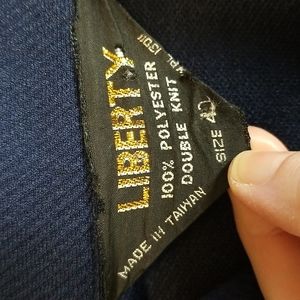 LIBERTY
100% POLYESTER
DOUBLE KNIT
SIZE 40
MADE IN TAIWAN